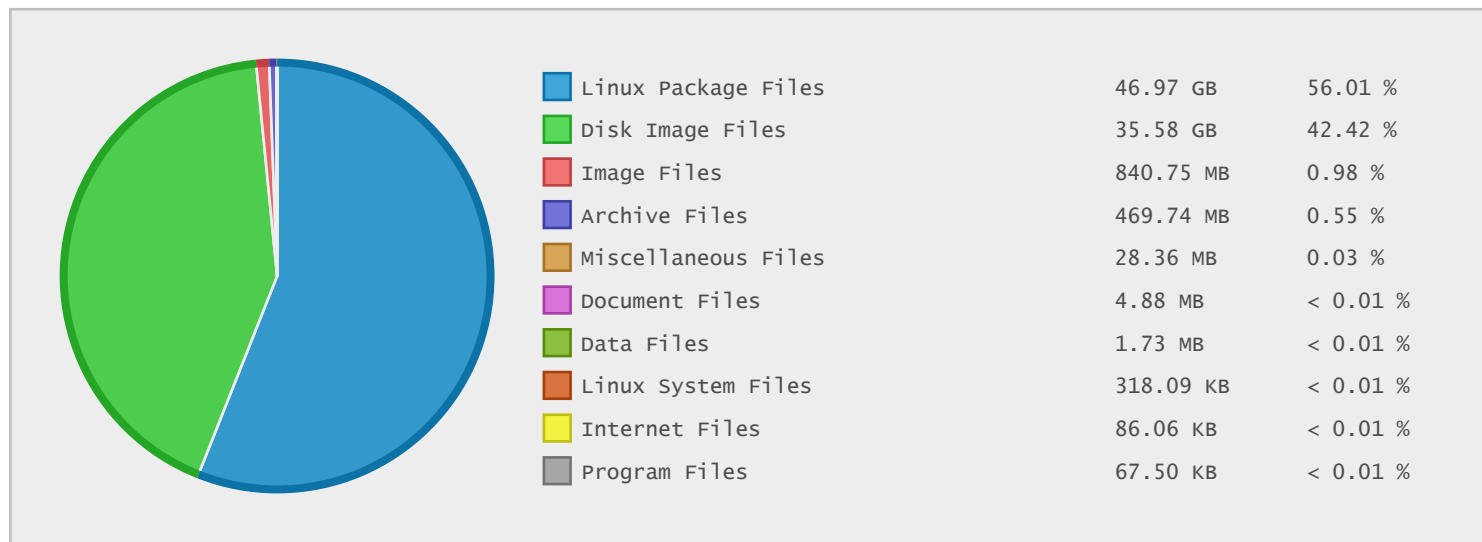 Linux Package Files 46.97 GB 56.01 %
Disk Image Files 35.58 GB 42.42 %
Image Files 840.75 MB 0.98 %
Archive Files 469.74 MB 0.55 %
Miscellaneous Files 28.36 MB 0.03 %
Document Files 4.88 MB < 0.01 %
Data Files 1.73 MB < 0.01 %
Linux System Files 318.09 KB < 0.01 %
Internet Files 86.06 KB < 0.01 %
Program Files 67.50 KB < 0.01 %